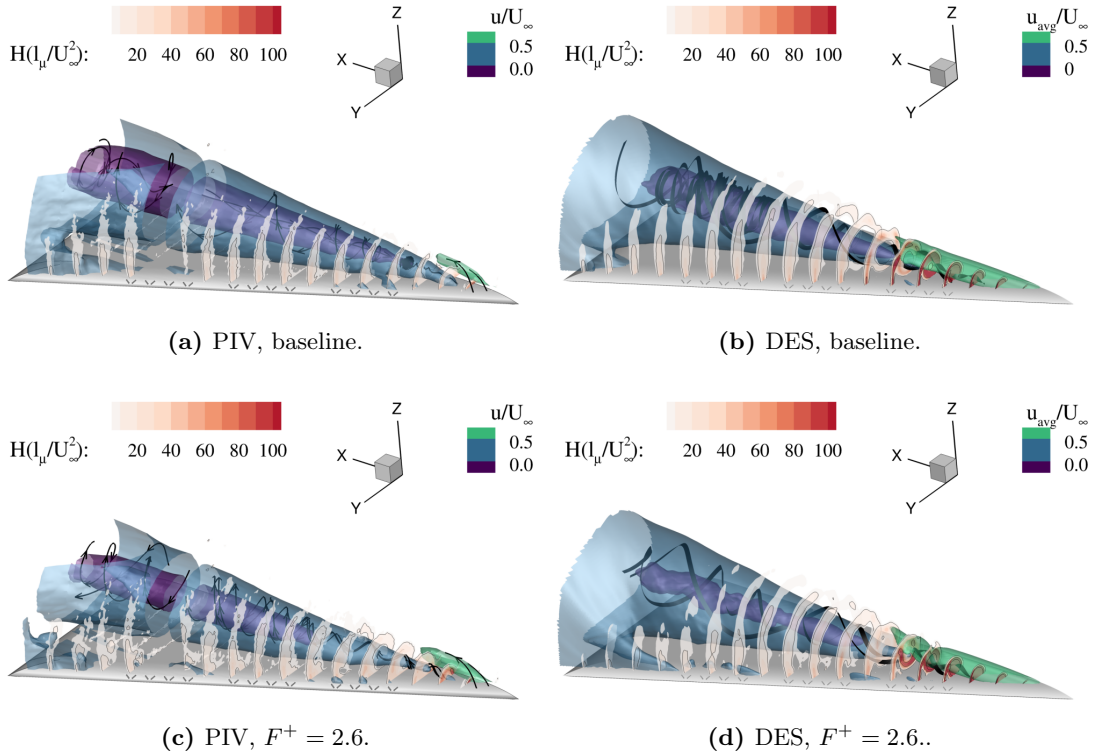 H(l_μ/U_∞^2):
20 40 60 80 100
u/U_∞
0.5
0.0
Z
X
Y
H(l_μ/U_∞^2):
20 40 60 80 100
u_avg/U_∞
0.5
0
Z
X
Y
(a) PIV, baseline.
(b) DES, baseline.
H(l_μ/U_∞^2):
20 40 60 80 100
u/U_∞
0.5
0.0
Z
X
Y
H(l_μ/U_∞^2):
20 40 60 80 100
u_avg/U_∞
0.5
0.0
Z
X
Y
(c) PIV, F^+ = 2.6.
(d) DES, F^+ = 2.6..